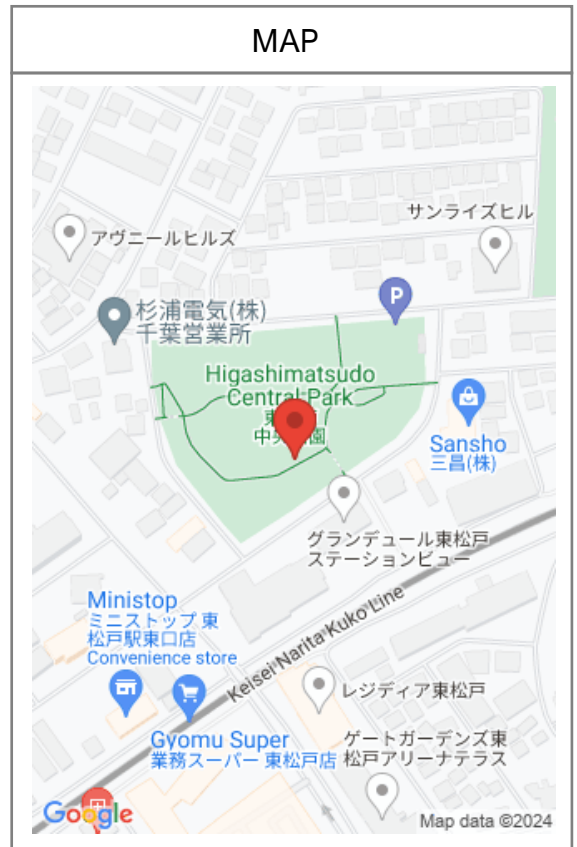 MAP
サンライズヒル
アヴニールヒルズ
P
杉浦電気(株)
千葉営業所
Higashimatsudo
Central Park
東
中央 園
Sansho
三昌(株)
グランデュール東松戸
ステーションビュー
Ministop
ミニストップ 東
松戸駅東口店
Convenience store
Keisei Narita Kuko Line
レジディア東松戸
Gyomu Super
業務スーパー 東松戸店
ゲートガーデンズ東
松戸アリーナテラス
Google
Map data ©2024